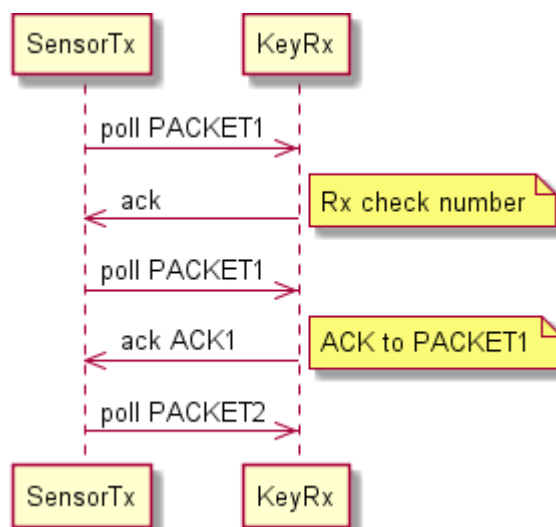 SensorTx KeyRx
poll PACKET1
ack
Rx check number
poll PACKET1
ack ACK1
ACK to PACKET1
poll PACKET2
SensorTx KeyRx